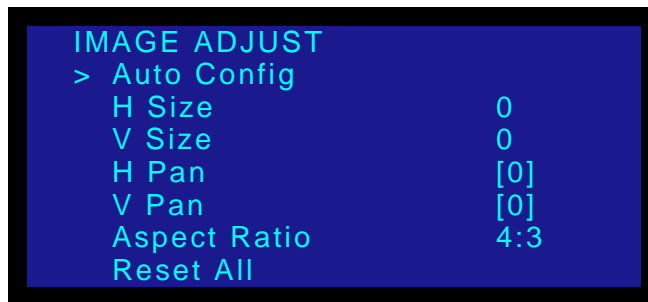 IMAGE ADJUST
> Auto Config
H Size 0
V Size 0
H Pan [0]
V Pan [0]
Aspect Ratio 4:3
Reset All